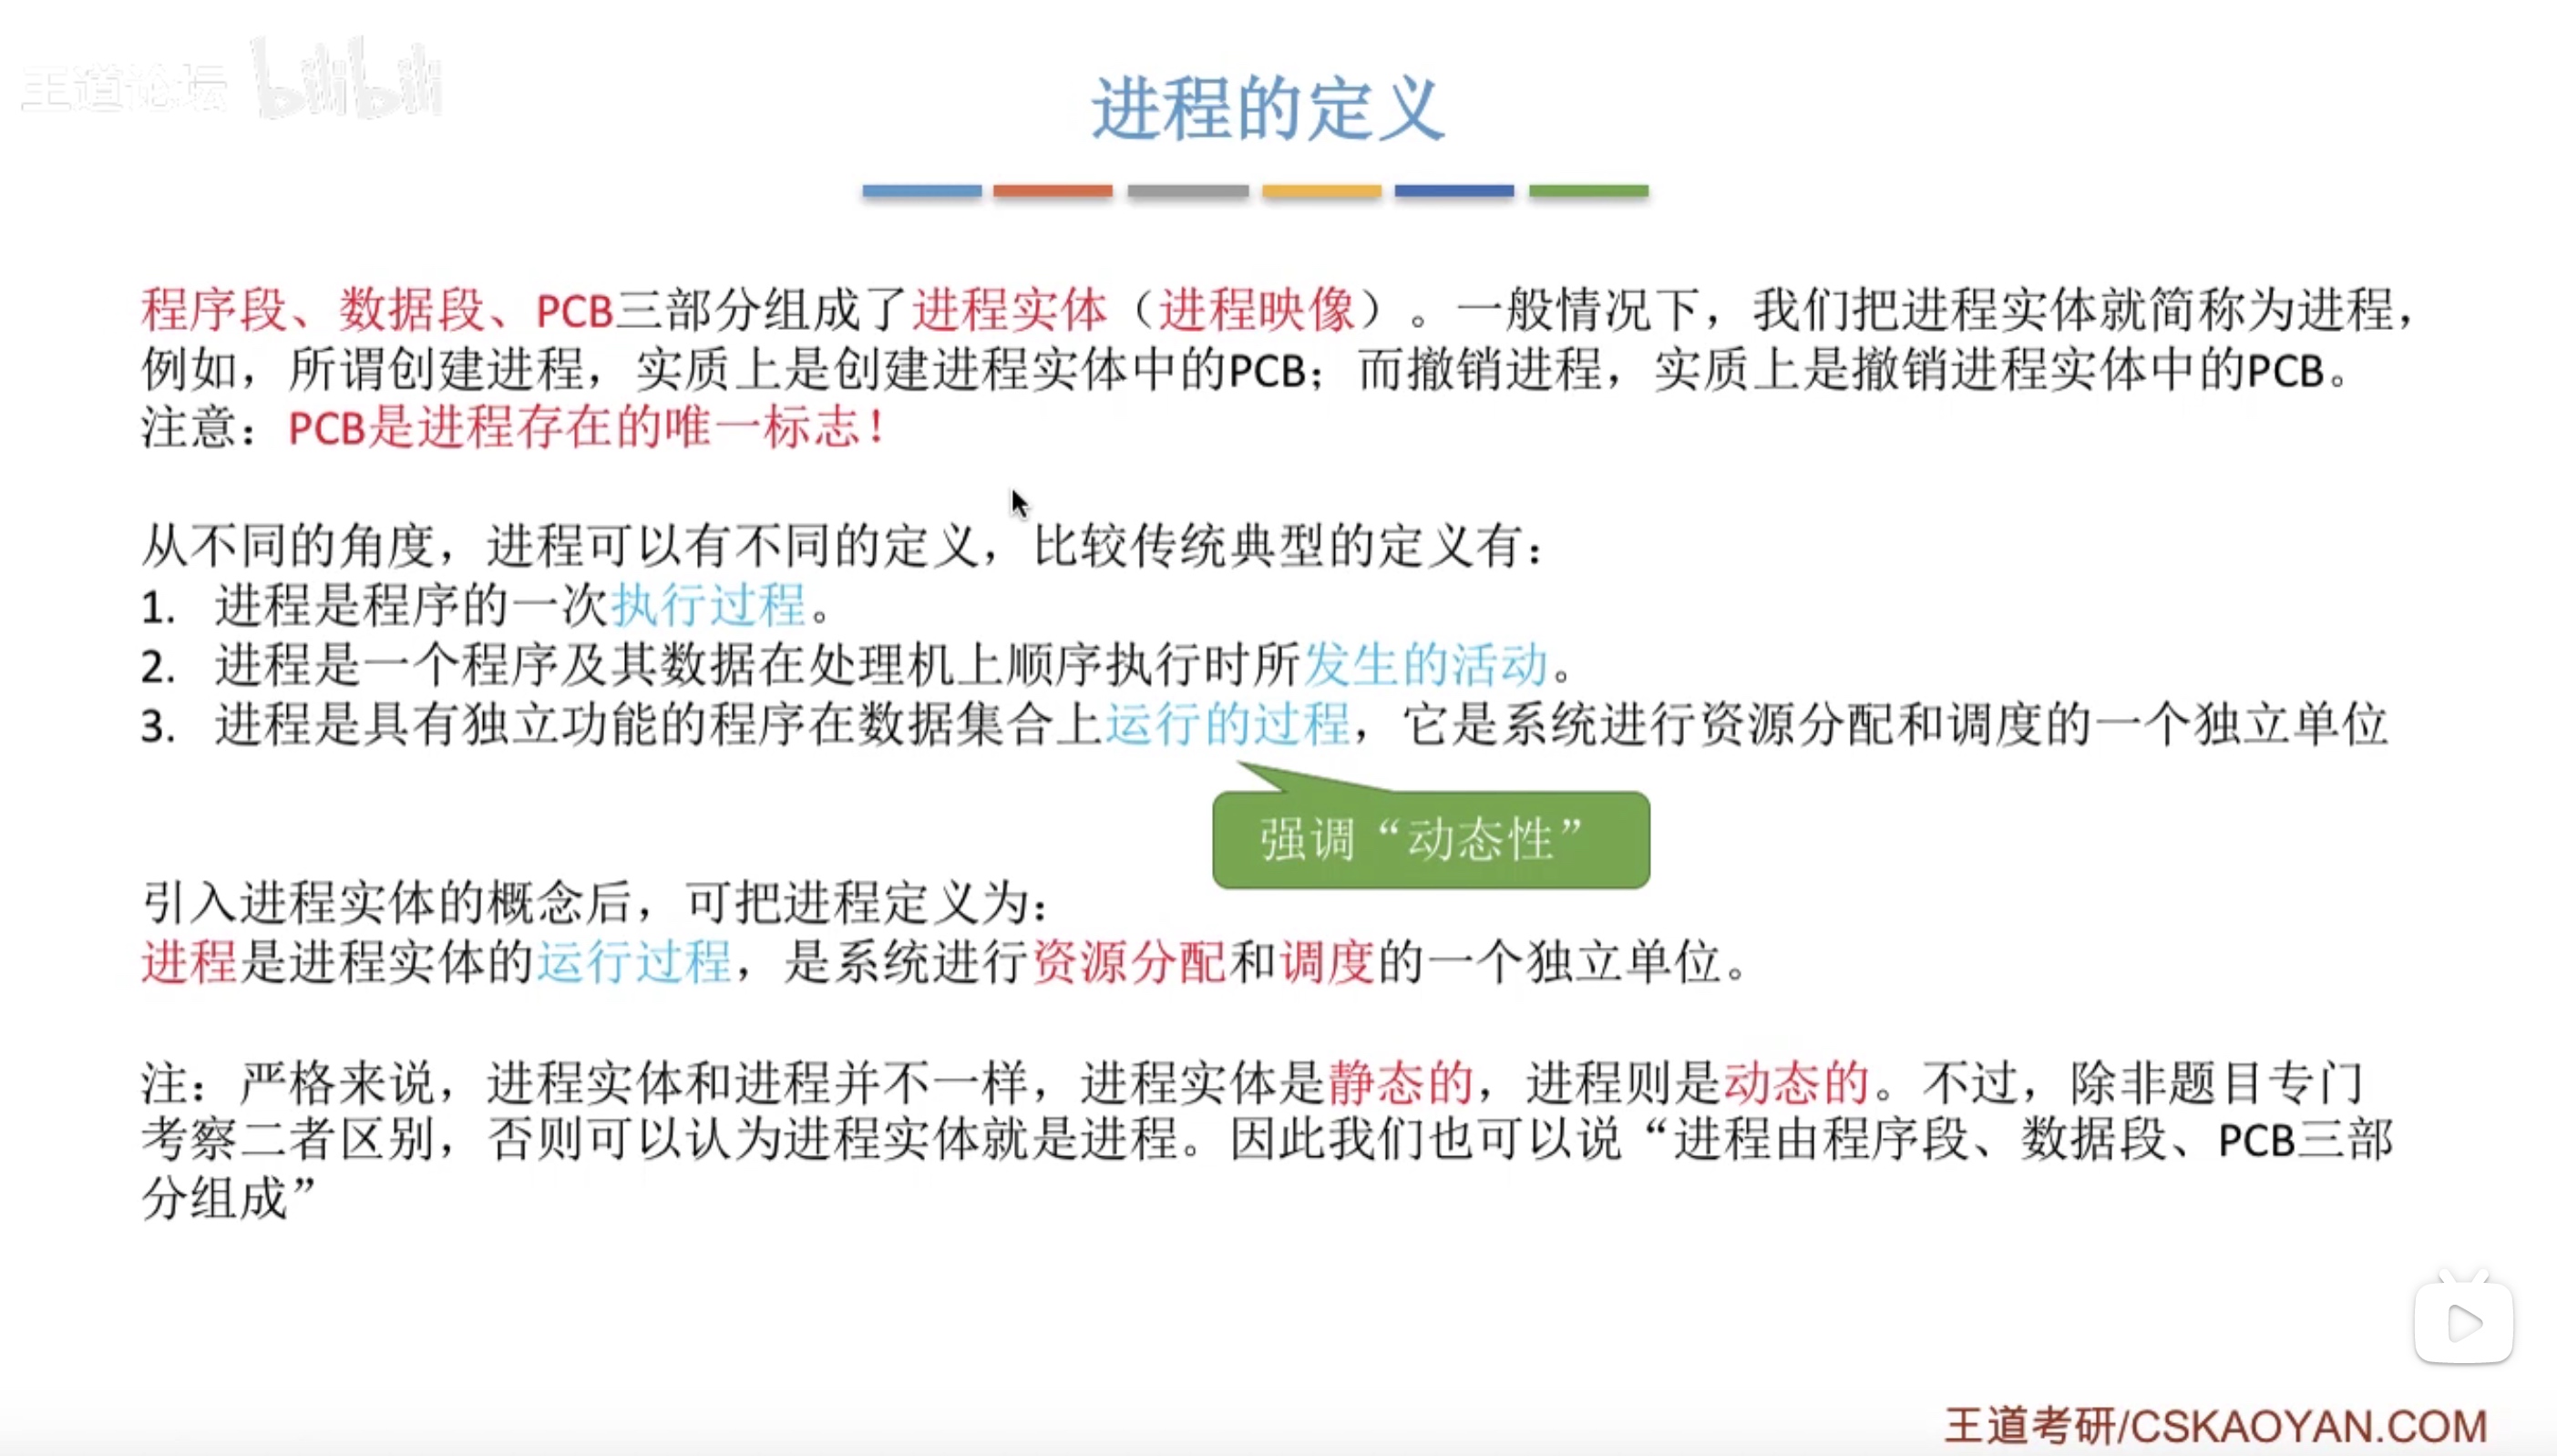 王道论坛 bilibili
进程的定义
程序段、数据段、PCB三部分组成了进程实体（进程映像）。一般情况下，我们把进程实体就简称为进程，
例如，所谓创建进程，实质上是创建进程实体中的PCB；而撤销进程，实质上是撤销进程实体中的PCB。
注意：PCB是进程存在的唯一标志！
从不同的角度，进程可以有不同的定义，比较传统典型的定义有：
1. 进程是程序的一次执行过程。
2. 进程是一个程序及其数据在处理机上顺序执行时所发生的活动。
3. 进程是具有独立功能的程序在数据集合上运行的过程，它是系统进行资源分配和调度的一个独立单位
强调“动态性”
引入进程实体的概念后，可把进程定义为：
进程是进程实体的运行过程，是系统进行资源分配和调度的一个独立单位。
注：严格来说，进程实体和进程并不一样，进程实体是静态的，进程则是动态的。不过，除非题目专门
考察二者区别，否则可以认为进程实体就是进程。因此我们也可以说“进程由程序段、数据段、PCB三部
分组成”
王道考研/CSKAOYAN.COM